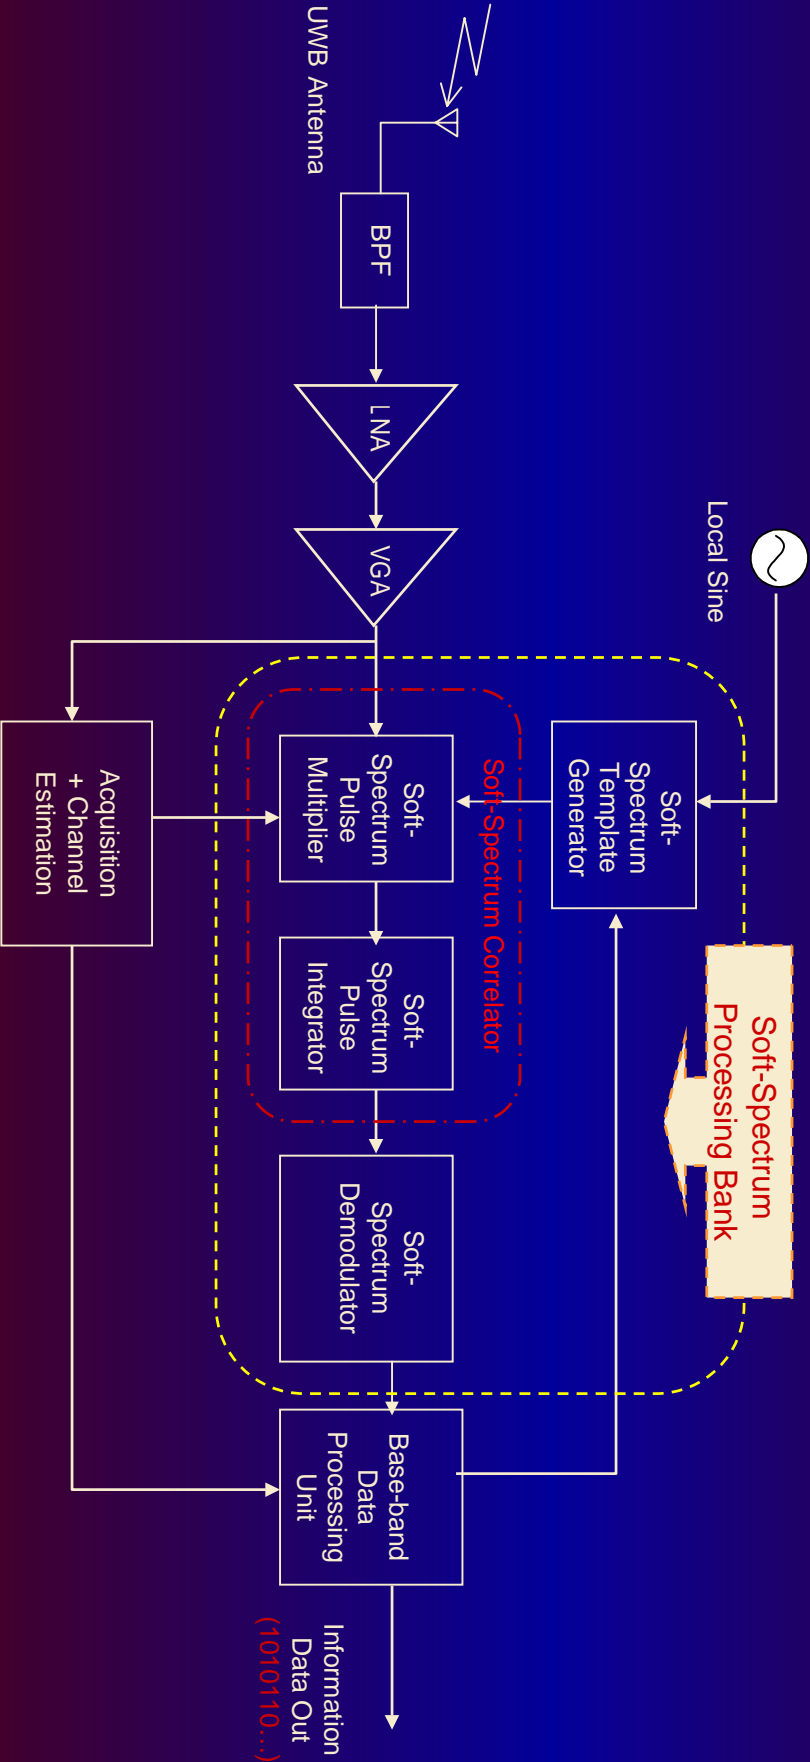 Local Sine
Soft-Spectrum
Processing Bank
Soft-
Spectrum
Template
Generator
Soft-Spectrum Correlator
UWB Antenna
BPF
LNA
VGA
Soft-
Spectrum
Pulse
Multiplier
Soft-
Spectrum
Pulse
Integrator
Soft-
Spectrum
Demodulator
Base-band
Data
Processing
Unit
Information
Data Out
(1010110...)
Acquisition
+ Channel
Estimation